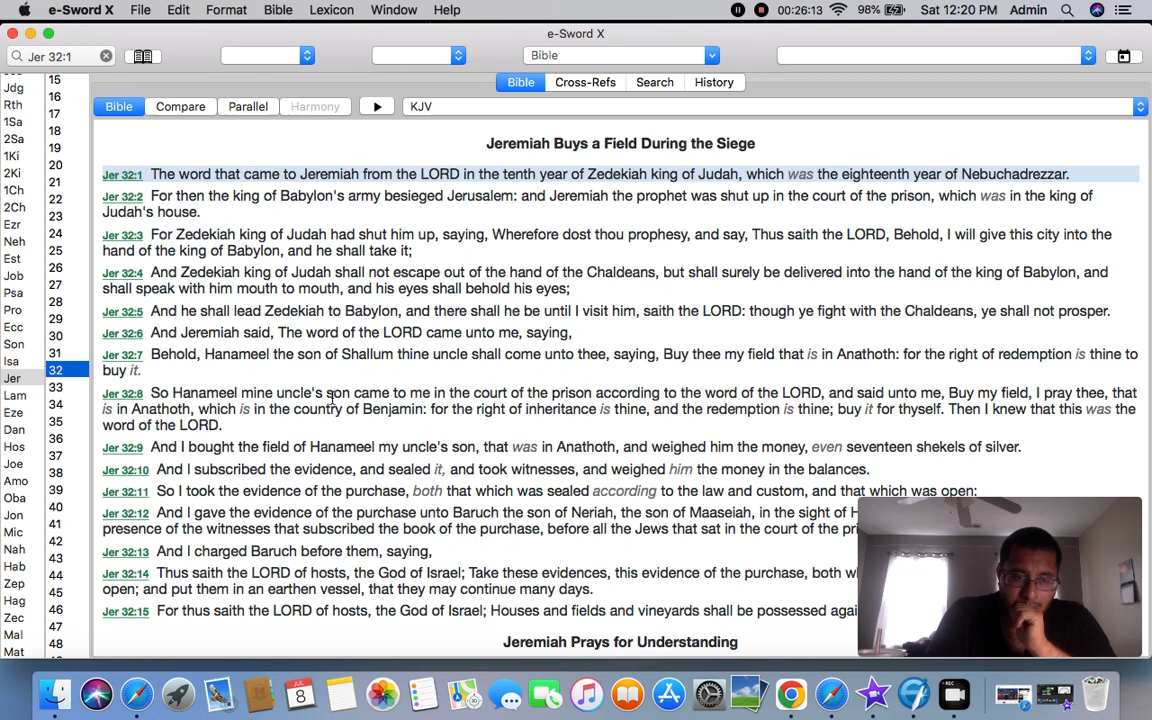 e-Sword X File Edit Format Bible Lexicon Window Help 00:26:13 98% Sat 12:20 PM Admin
e-Sword X
Jer 32:1 Bible
Bible Cross-Refs Search History
Bible Compare Parallel Harmony KJV
Jdg
Rth
1Sa
2Sa
1Ki
2Ki
1Ch
2Ch
Ezr
Neh
Est
Job
Psa
Pro
Ecc
Son
Isa
Jer
Lam
Eze
Dan
Hos
Joe
Amo
Oba
Jon
Mic
Nah
Hab
Zep
Hag
Zec
Mal
Mat
15
16
17
18
19
20
21
22
23
24
25
26
27
28
29
30
31
32
33
34
35
36
37
38
39
40
41
42
43
44
45
46
47
48
Jeremiah Buys a Field During the Siege
Jer 32:1 The word that came to Jeremiah from the LORD in the tenth year of Zedekiah king of Judah, which was the eighteenth year of Nebuchadrezzar.
Jer 32:2 For then the king of Babylon's army besieged Jerusalem: and Jeremiah the prophet was shut up in the court of the prison, which was in the king of
Judah's house.
Jer 32:3 For Zedekiah king of Judah had shut him up, saying, Wherefore dost thou prophesy, and say, Thus saith the LORD, Behold, I will give this city into the
hand of the king of Babylon, and he shall take it;
Jer 32:4 And Zedekiah king of Judah shall not escape out of the hand of the Chaldeans, but shall surely be delivered into the hand of the king of Babylon, and
shall speak with him mouth to mouth, and his eyes shall behold his eyes;
Jer 32:5 And he shall lead Zedekiah to Babylon, and there shall he be until I visit him, saith the LORD: though ye fight with the Chaldeans, ye shall not prosper.
Jer 32:6 And Jeremiah said, The word of the LORD came unto me, saying,
Jer 32:7 Behold, Hanameel the son of Shallum thine uncle shall come unto thee, saying, Buy thee my field that is in Anathoth: for the right of redemption is thine to
buy it.
Jer 32:8 So Hanameel mine uncle's son came to me in the court of the prison according to the word of the LORD, and said unto me, Buy my field, I pray thee, that
is in Anathoth, which is in the country of Benjamin: for the right of inheritance is thine, and the redemption is thine; buy it for thyself. Then I knew that this was the
word of the LORD.
Jer 32:9 And I bought the field of Hanameel my uncle's son, that was in Anathoth, and weighed him the money, even seventeen shekels of silver.
Jer 32:10 And I subscribed the evidence, and sealed it, and took witnesses, and weighed him the money in the balances.
Jer 32:11 So I took the evidence of the purchase, both that which was sealed according to the law and custom, and that which was open:
Jer 32:12 And I gave the evidence of the purchase unto Baruch the son of Neriah, the son of Maaseiah, in the sight of
presence of the witnesses that subscribed the book of the purchase, before all the Jews that sat in the court of the
Jer 32:13 And I charged Baruch before them, saying,
Jer 32:14 Thus saith the LORD of hosts, the God of Israel; Take these evidences, this evidence of the purchase, both
open; and put them in an earthen vessel, that they may continue many days.
Jer 32:15 For thus saith the LORD of hosts, the God of Israel; Houses and fields and vineyards shall be possessed
Jeremiah Prays for Understanding
JUL
8
REC